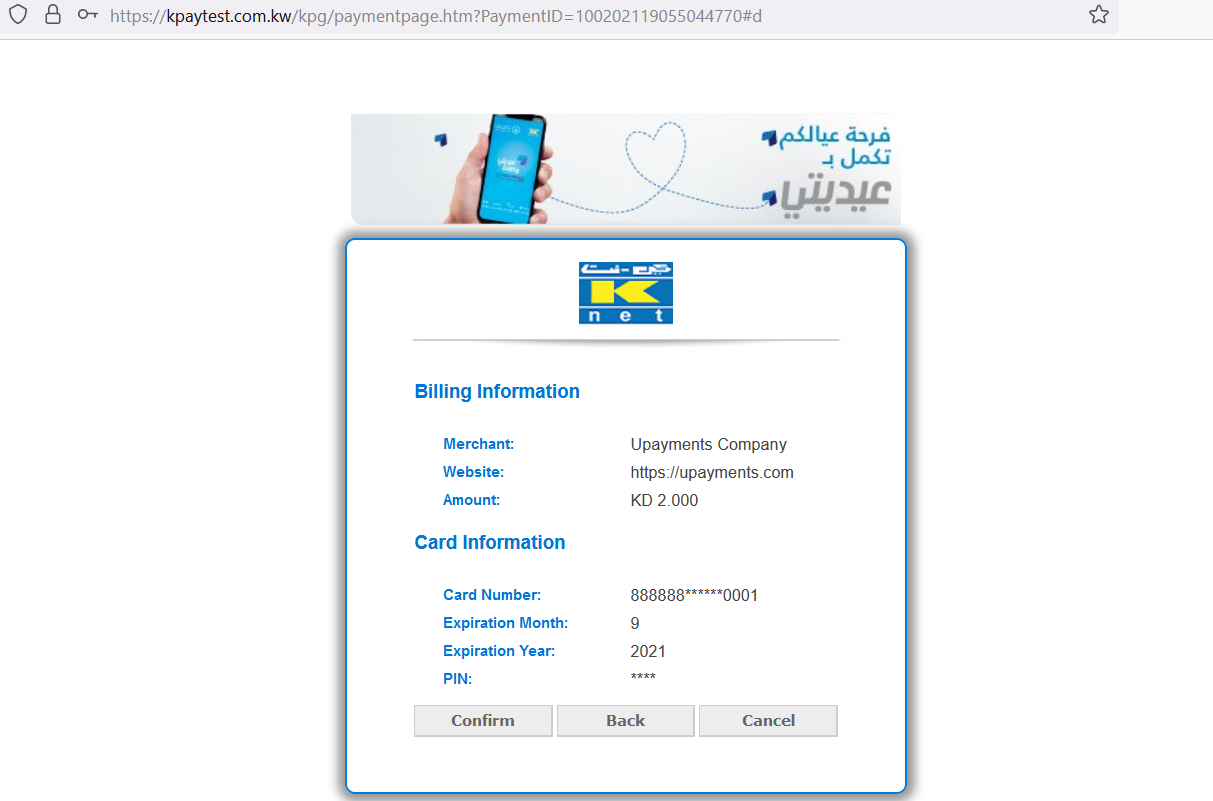 https://kpaytest.com.kw/kpg/paymentpage.htm?PaymentID=100202119055044770#d
فرحة عيالكم
تكمل بـ
عيديتي
كي-نت
K
net
Billing Information
Merchant: Upayments Company
Website: https://upayments.com
Amount: KD 2.000
Card Information
Card Number: 888888******0001
Expiration Month: 9
Expiration Year: 2021
PIN: ****
Confirm Back Cancel